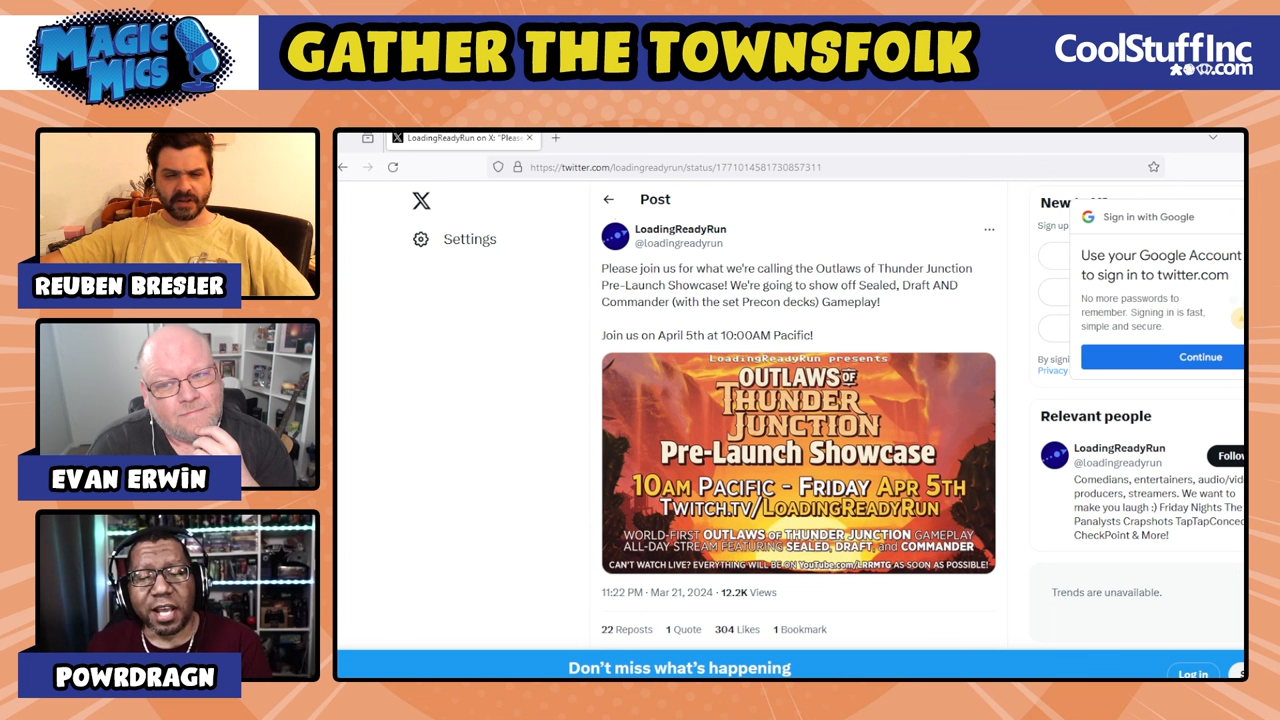 MAGIC MICS
GATHER THE TOWNSFOLK
CoolStuffInc
.com
REUBEN BRESLER
EVAN ERWIN
POWRDRAGN
LoadingReadyRun on X: "Please
https://twitter.com/loadingreadyrun/status/1771014581730857311
Settings
Post
LoadingReadyRun
@loadingreadyrun
Please join us for what we're calling the Outlaws of Thunder Junction
Pre-Launch Showcase! We're going to show off Sealed, Draft AND
Commander (with the set Precon decks) Gameplay!
Join us on April 5th at 10:00AM Pacific!
LoadingReadyRun presents
OUTLAWS OF
THUNDER
JUNCTION
Pre-Launch Showcase
10AM PACIFIC - FRIDAY APR 5TH
TWITCH.TV/LOADINGREADYRUN
WORLD-FIRST OUTLAWS OF THUNDER JUNCTION GAMEPLAY
ALL-DAY STREAM FEATURING SEALED, DRAFT, AND COMMANDER
CAN'T WATCH LIVE? EVERYTHING WILL BE ON YouTube.com/LRRMTG AS SOON AS POSSIBLE!
11:22 PM · Mar 21, 2024 · 12.2K Views
22 Reposts 1 Quote 304 Likes 1 Bookmark
New
Sign up
By signi
Privacy
Sign in with Google
Use your Google Account
to sign in to twitter.com
No more passwords to
remember. Signing in is fast,
simple and secure.
Continue
Relevant people
LoadingReadyRun
@loadingreadyrun
Follow
Comedians, entertainers, audio/vid
producers, streamers. We want to
make you laugh :) Friday Nights The
Panalysts Crapshots TapTapConced
CheckPoint & More!
Trends are unavailable.
Don't miss what's happening
Log in